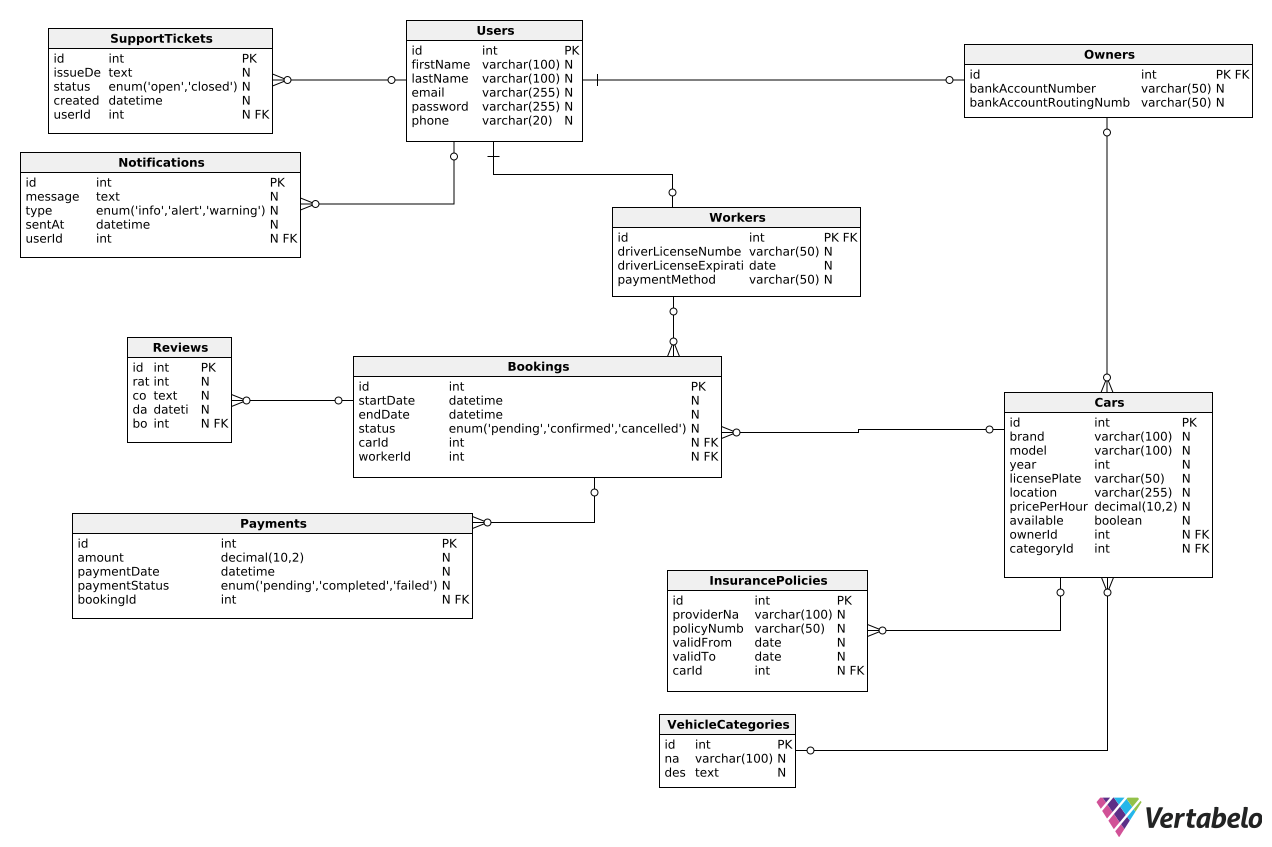 SupportTickets
id int PK
issueDe text N
status enum('open','closed') N
created datetime N
userId int N FK
Users
id int PK
firstName varchar(100) N
lastName varchar(100) N
email varchar(255) N
password varchar(255) N
phone varchar(20) N
Owners
id int PK FK
bankAccountNumber varchar(50) N
bankAccountRoutingNumb varchar(50) N
Notifications
id int PK
message text N
type enum('info','alert','warning') N
sentAt datetime N
userId int N FK
Workers
id int PK FK
driverLicenseNumbe varchar(50) N
driverLicenseExpirati date N
paymentMethod varchar(50) N
Reviews
id int PK
rat int N
co text N
da dateti N
bo int N FK
Bookings
id int PK
startDate datetime N
endDate datetime N
status enum('pending','confirmed','cancelled') N
carId int N FK
workerId int N FK
Cars
id int PK
brand varchar(100) N
model varchar(100) N
year int N
licensePlate varchar(50) N
location varchar(255) N
pricePerHour decimal(10,2) N
available boolean N
ownerId int N FK
categoryId int N FK
Payments
id int PK
amount decimal(10,2) N
paymentDate datetime N
paymentStatus enum('pending','completed','failed') N
bookingId int N FK
InsurancePolicies
id int PK
providerNa varchar(100) N
policyNumb varchar(50) N
validFrom date N
validTo date N
carId int N FK
VehicleCategories
id int PK
na varchar(100) N
des text N
Vertabelo